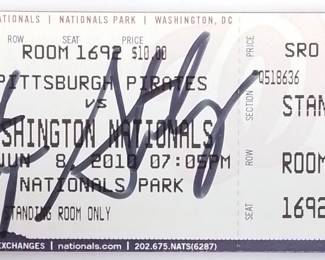 NATIONALS | NATIONALS PARK | WASHINGTON, DC
ROW SEAT PRICE
ROOM 1692 $10.00
PITTSBURGH PIRATES
VS
WASHINGTON NATIONALS
JUN 8, 2010 07:05PM
NATIONALS PARK
STANDING ROOM ONLY
EXCHANGES | nationals.com | 202.675.NATS(6287)
PRICE
SRO
0518636
SECTION
STAN
ROW
ROOM
SEAT
1692